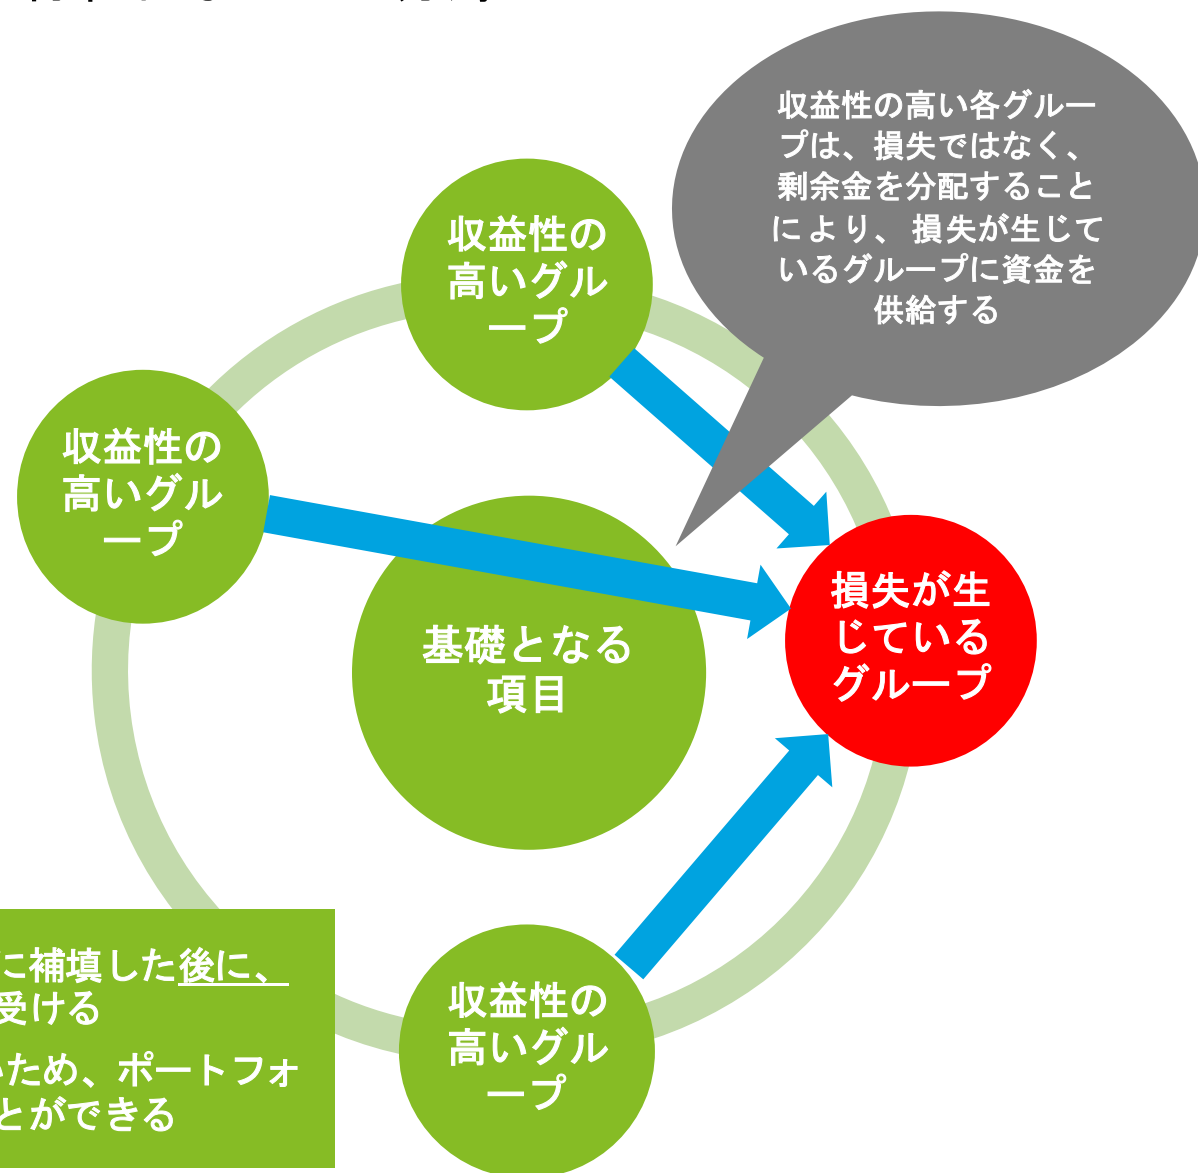 収益性の高い各グルー
プは、損失ではなく、
剰余金を分配すること
により、 損失が生じて
いるグループに資金を
供給する
収益性の
高いグル
ープ
収益性の
高いグル
ープ
基礎となる
項目
損失が生
じている
グループ
に補填した後に、
受ける
いため、ポートフォ
とができる
収益性の
高いグル
ープ